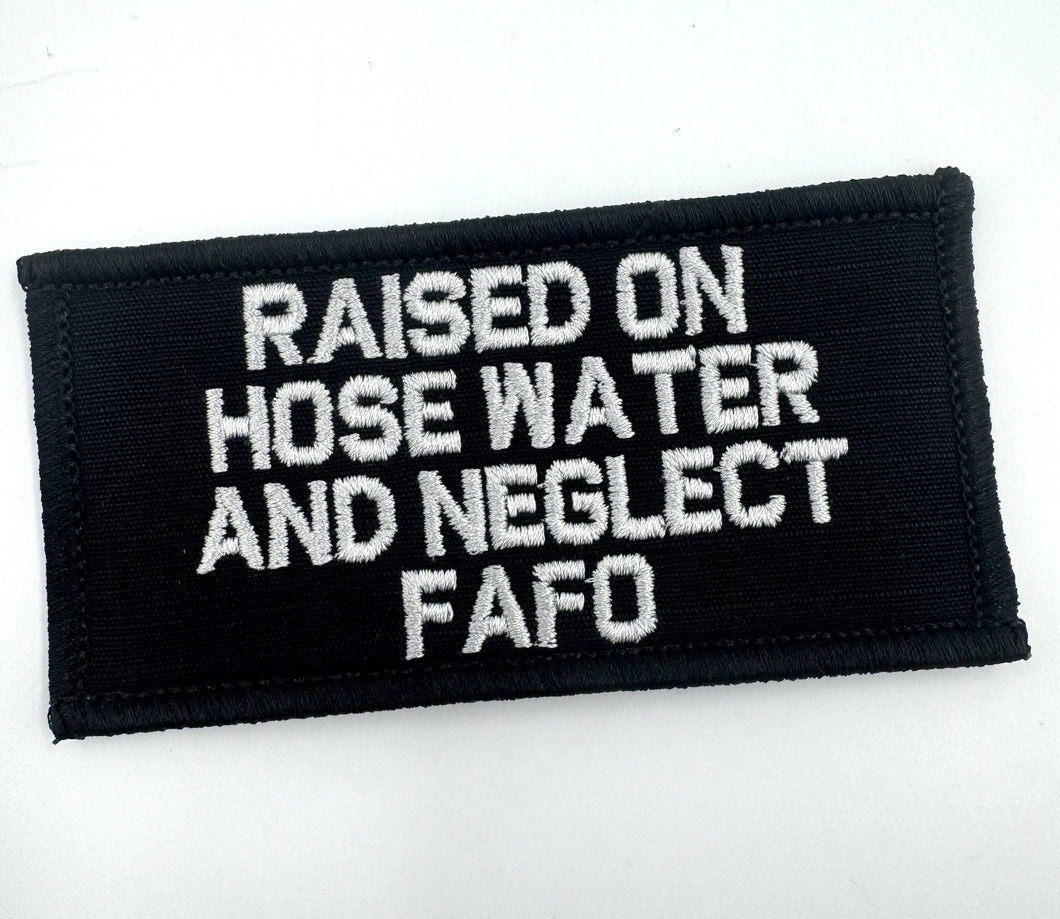 RAISED ON
HOSE WATER
AND NEGLECT
FAFO